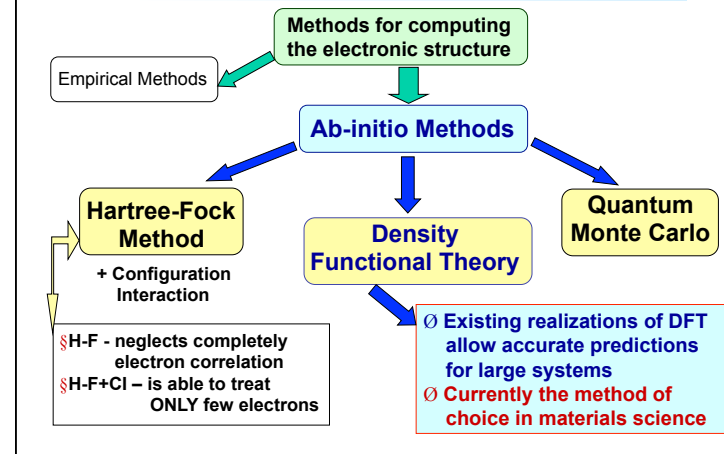 Methods for computing
the electronic structure
Empirical Methods
Ab-initio Methods
Hartree-Fock
Method
+ Configuration
Interaction
Density
Functional Theory
Quantum
Monte Carlo
§H-F - neglects completely
electron correlation
§H-F+CI – is able to treat
ONLY few electrons
Ø Existing realizations of DFT
allow accurate predictions
for large systems
Ø Currently the method of
choice in materials science